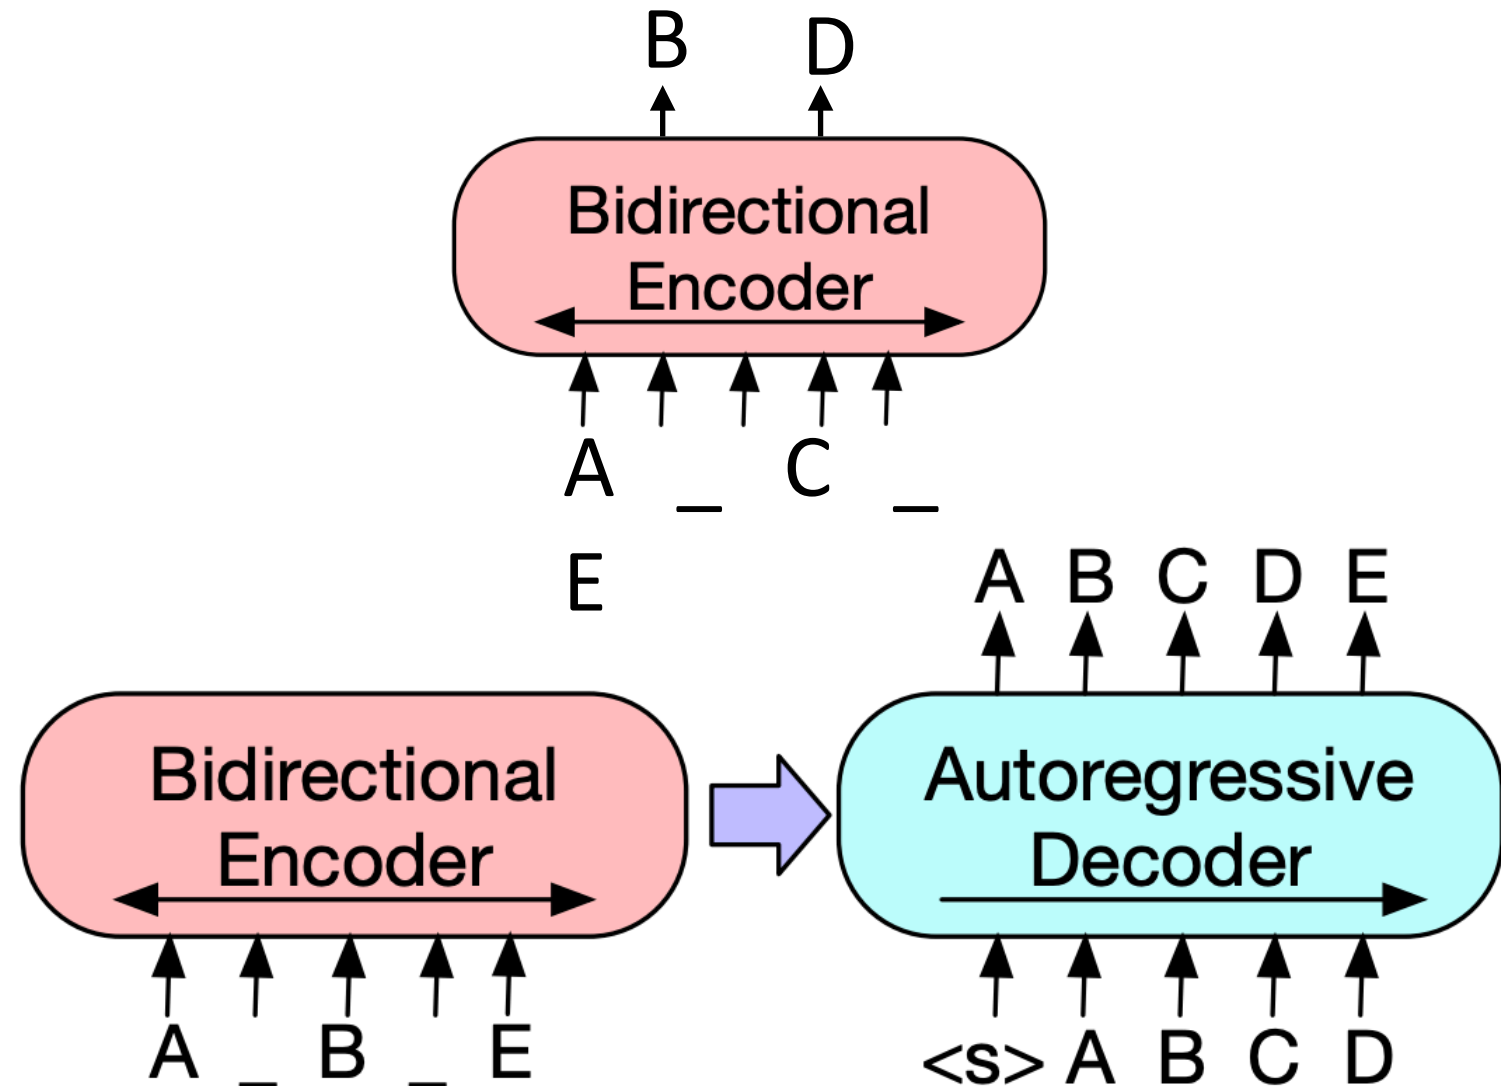 B D
Bidirectional
Encoder
A _ C _
E
A B C D E
Bidirectional
Encoder
Autoregressive
Decoder
A _ B _ E
<s> A B C D